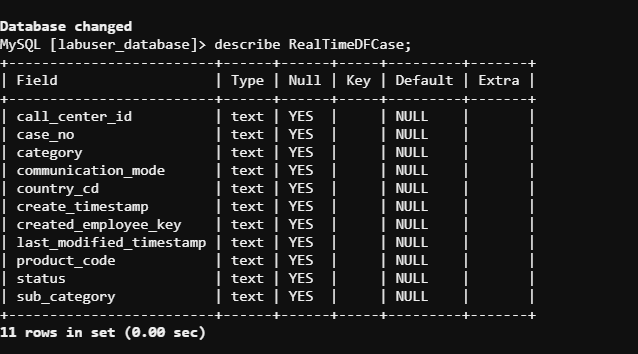 Database changed
MySQL [labuser_database]> describe RealTimeDFCase;
+-------------------------+------+------+-----+---------+-------+
| Field                   | Type | Null | Key | Default | Extra |
+-------------------------+------+------+-----+---------+-------+
| call_center_id          | text | YES  |     | NULL    |       |
| case_no                 | text | YES  |     | NULL    |       |
| category                | text | YES  |     | NULL    |       |
| communication_mode      | text | YES  |     | NULL    |       |
| country_cd              | text | YES  |     | NULL    |       |
| create_timestamp        | text | YES  |     | NULL    |       |
| created_employee_key    | text | YES  |     | NULL    |       |
| last_modified_timestamp | text | YES  |     | NULL    |       |
| product_code            | text | YES  |     | NULL    |       |
| status                  | text | YES  |     | NULL    |       |
| sub_category            | text | YES  |     | NULL    |       |
+-------------------------+------+------+-----+---------+-------+
11 rows in set (0.00 sec)